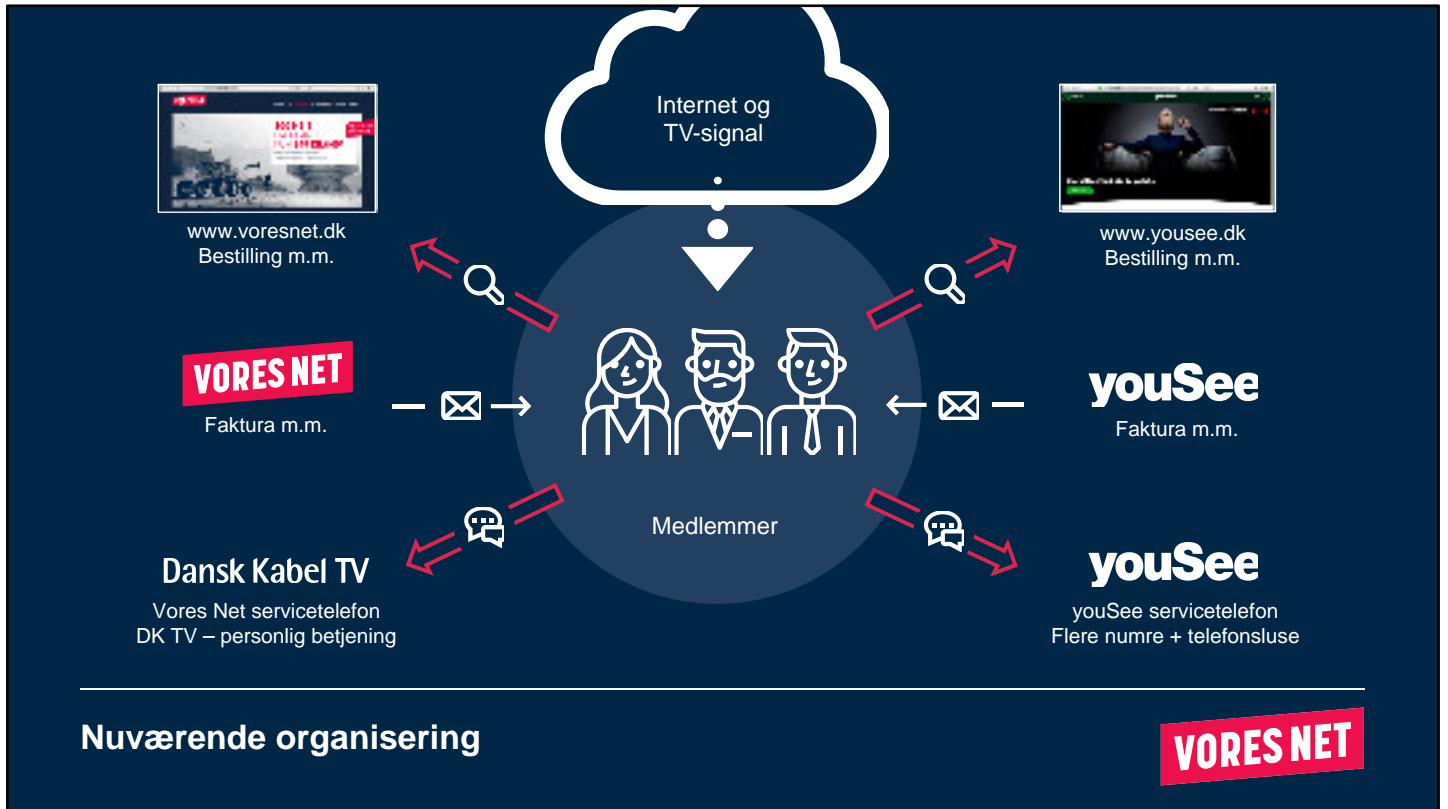 Internet og
TV-signal
www.voresnet.dk
Bestilling m.m.
www.yousee.dk
Bestilling m.m.
VORES NET
Faktura m.m.
youSee
Faktura m.m.
Medlemmer
Dansk Kabel TV
Vores Net servicetelefon
DK TV – personlig betjening
youSee
youSee servicetelefon
Flere numre + telefonsluse
Nuværende organisering
VORES NET